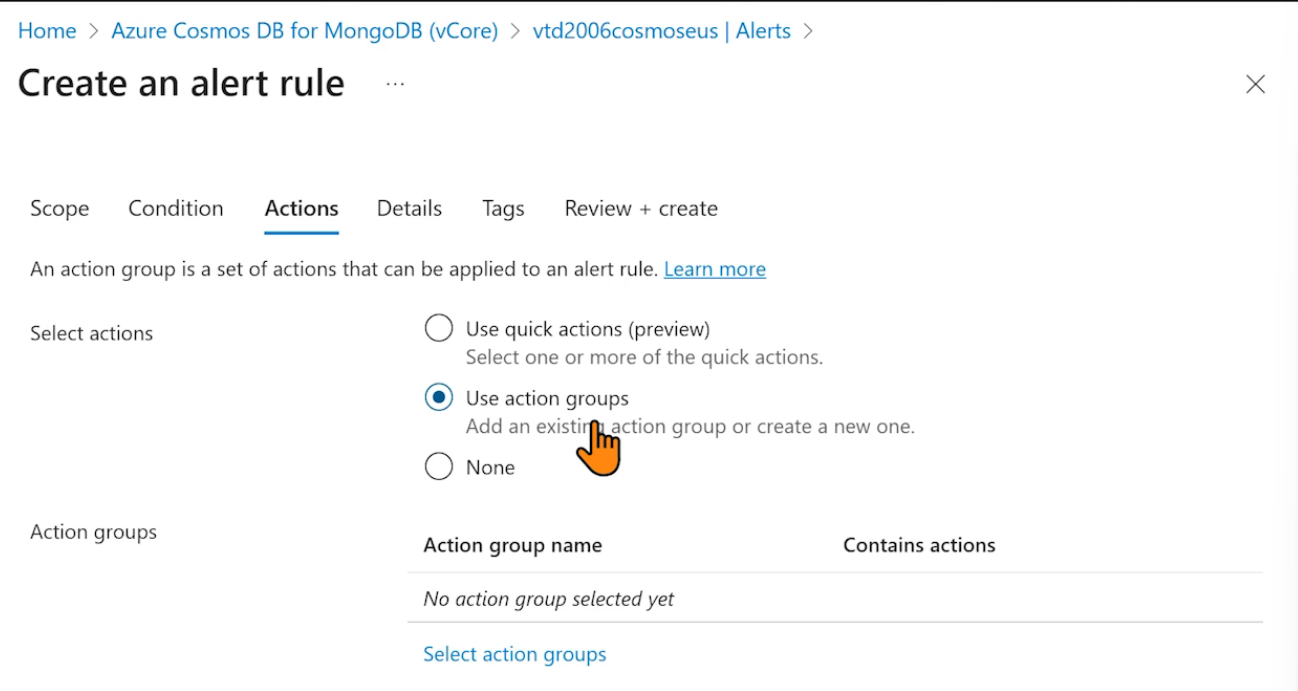 Home > Azure Cosmos DB for MongoDB (vCore) > vtd2006cosmoseus | Alerts >
Create an alert rule ...
Scope Condition Actions Details Tags Review + create
An action group is a set of actions that can be applied to an alert rule. Learn more
Select actions
Use quick actions (preview)
Select one or more of the quick actions.
Use action groups
Add an existing action group or create a new one.
None
Action groups
Action group name Contains actions
No action group selected yet
Select action groups